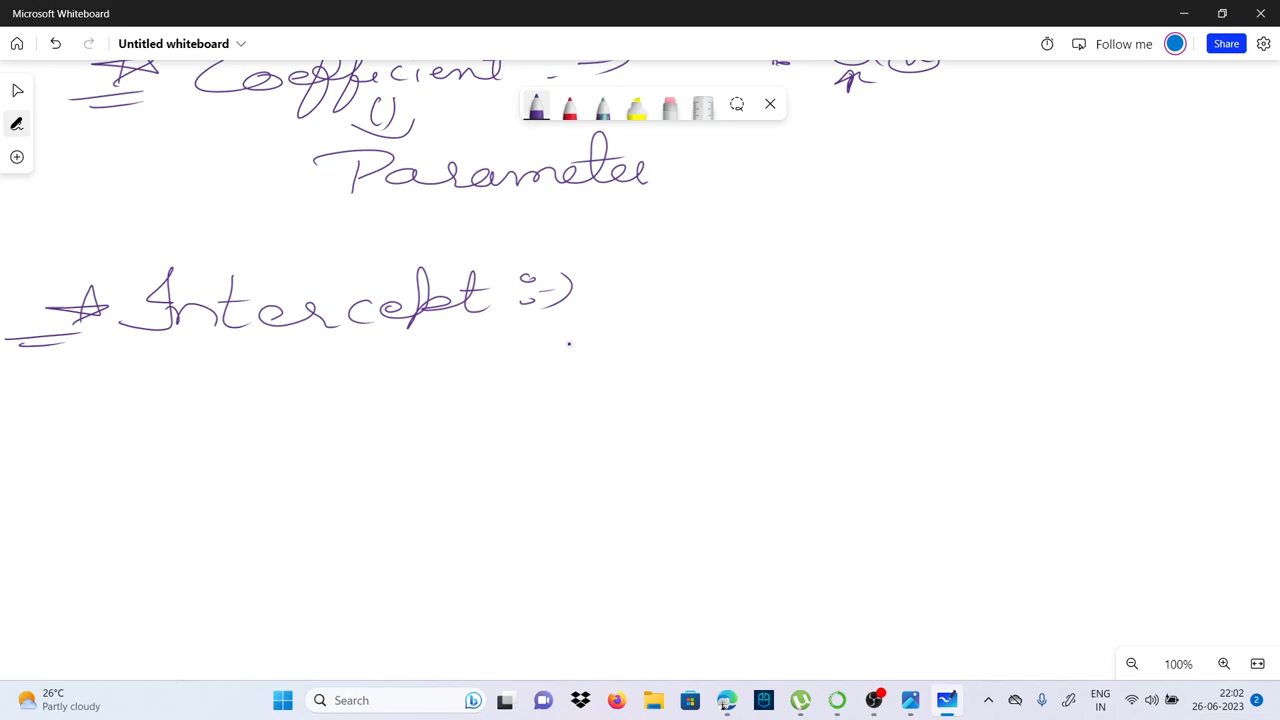 Microsoft Whiteboard
Untitled whiteboard
Follow me
Share
Coefficient :-
Parameter
Intercept :-
100%
26°C
Partly cloudy
Search
ENG
IN
22:02
26-06-2023
2